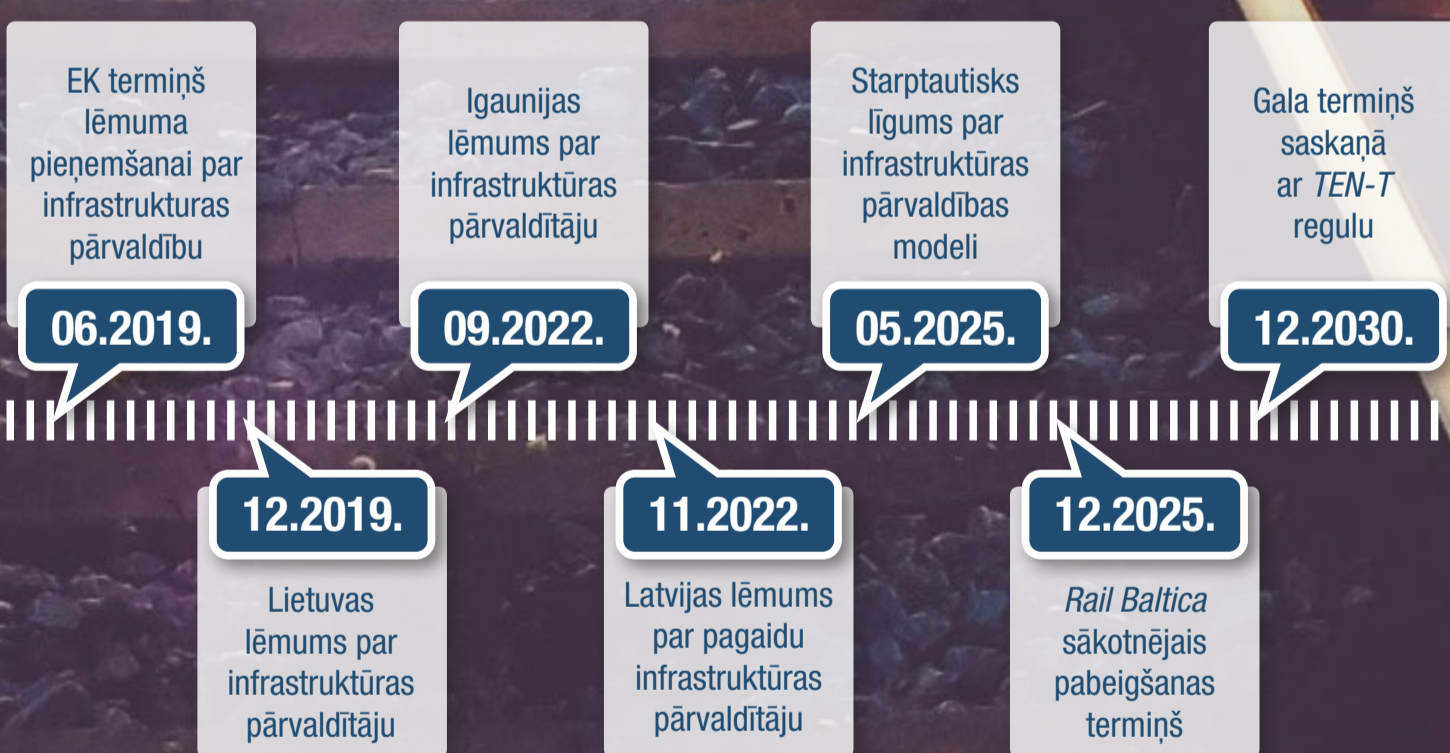 EK termiņš
lēmuma
pieņemšanai par
infrastrukturas
pārvaldību
06.2019.
12.2019.
Lietuvas
lēmums par
infrastruktūras
pārvaldītāju
Igaunijas
lēmums par
infrastruktūras
pārvaldītāju
09.2022.
11.2022.
Latvijas lēmums
par pagaidu
infrastruktūras
pārvaldītāju
Starptautisks
līgums par
infrastruktūras
pārvaldības
modeli
05.2025.
12.2025.
Rail Baltica
sākotnējais
pabeigšanas
termiņš
Gala termiņš
saskaņā
ar TEN-T
regulu
12.2030.